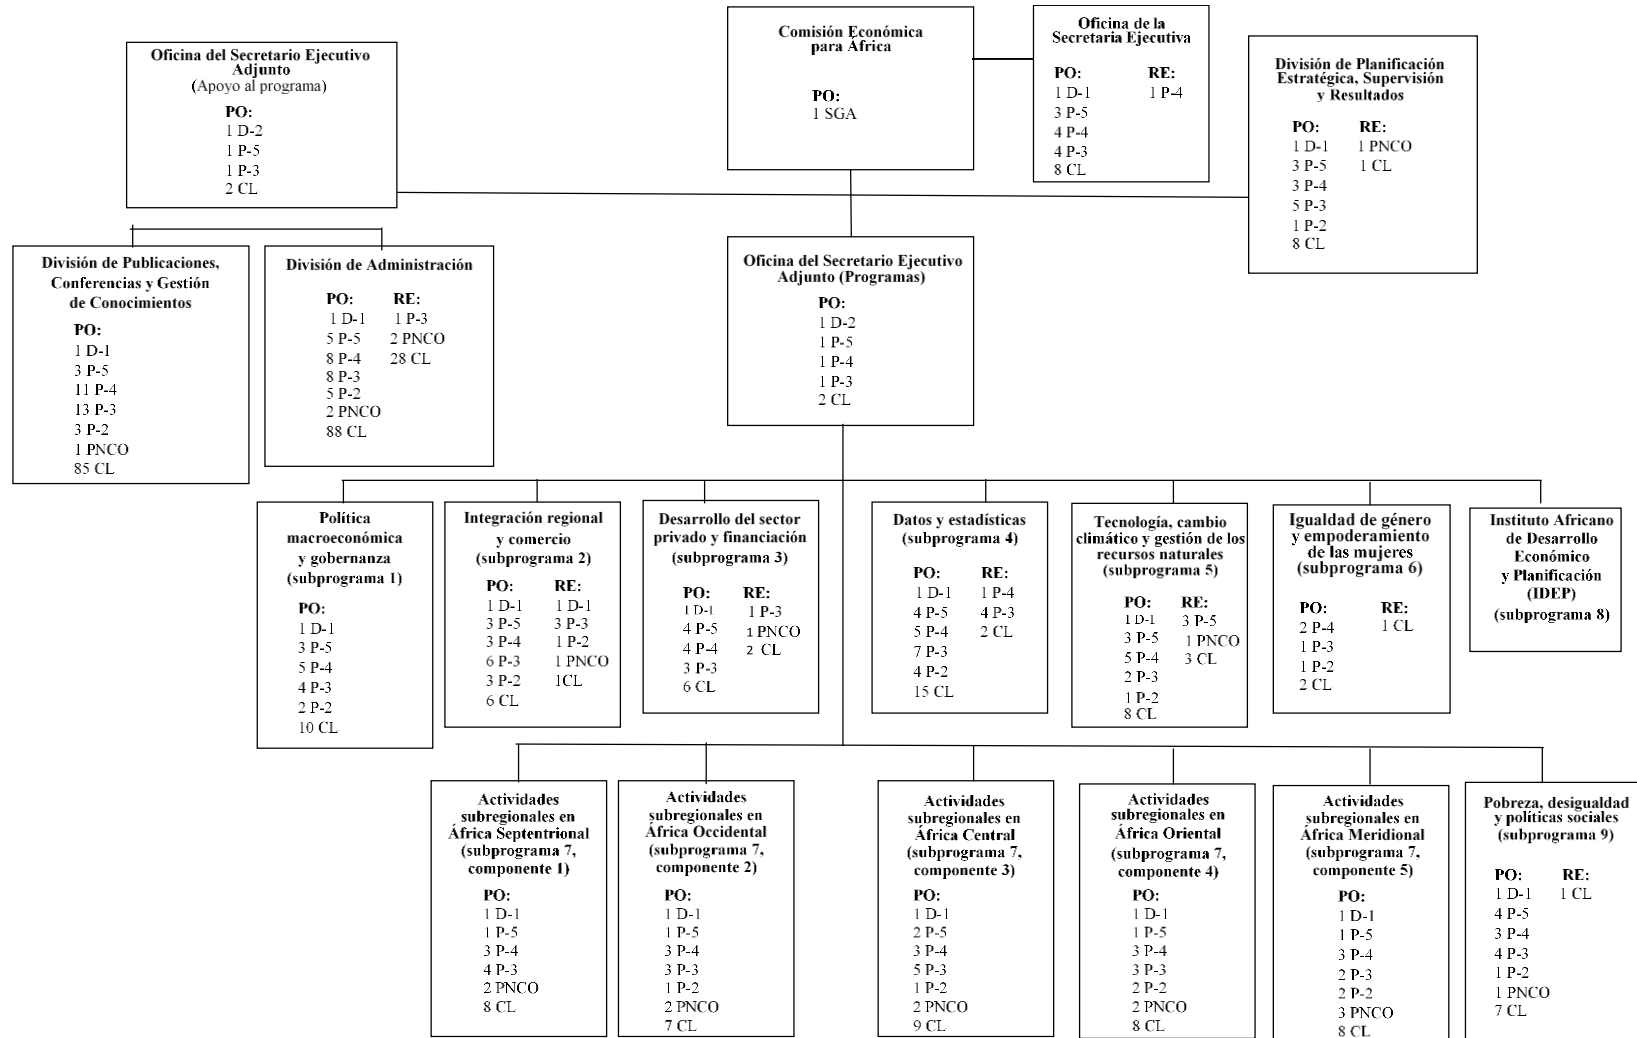 Comisión Económica
para África
PO:
1 SGA
Oficina de la
Secretaria Ejecutiva
PO: RE:
1 D-1 1 P-4
3 P-5
4 P-4
4 P-3
8 CL
Oficina del Secretario Ejecutivo
Adjunto
(Apoyo al programa)
PO:
1 D-2
1 P-5
1 P-3
2 CL
División de Planificación
Estratégica, Supervisión
y Resultados
PO: RE:
1 D-1 1 PNCO
3 P-5 1 CL
3 P-4
5 P-3
1 P-2
8 CL
División de Publicaciones,
Conferencias y Gestión
de Conocimientos
PO:
1 D-1
3 P-5
11 P-4
13 P-3
3 P-2
1 PNCO
85 CL
División de Administración
PO: RE:
1 D-1 1 P-3
5 P-5 2 PNCO
8 P-4 28 CL
8 P-3
5 P-2
2 PNCO
88 CL
Oficina del Secretario Ejecutivo
Adjunto (Programas)
PO:
1 D-2
1 P-5
1 P-4
1 P-3
2 CL
Política
macroeconómica
y gobernanza
(subprograma 1)
PO:
1 D-1
3 P-5
5 P-4
4 P-3
2 P-2
10 CL
Integración regional
y comercio
(subprograma 2)
PO: RE:
1 D-1 1 D-1
3 P-5 3 P-3
3 P-4 1 P-2
6 P-3 1 PNCO
3 P-2 1CL
6 CL
Desarrollo del sector
privado y financiación
(subprograma 3)
PO: RE:
1 D-1 1 P-3
4 P-5 1 PNCO
4 P-4 2 CL
3 P-3
6 CL
Datos y estadísticas
(subprograma 4)
PO: RE:
1 D-1 1 P-4
4 P-5 4 P-3
5 P-4 2 CL
7 P-3
4 P-2
15 CL
Tecnología, cambio
climático y gestión de los
recursos naturales
(subprograma 5)
PO: RE:
1 D-1 3 P-5
3 P-5 1 PNCO
5 P-4 3 CL
2 P-3
1 P-2
8 CL
Igualdad de género
y empoderamiento
de las mujeres
(subprograma 6)
PO: RE:
2 P-4 1 CL
1 P-3
1 P-2
2 CL
Instituto Africano
de Desarrollo
Económico
y Planificación
(IDEP)
(subprograma 8)
Actividades
subregionales en
África Septentrional
(subprograma 7,
componente 1)
PO:
1 D-1
1 P-5
3 P-4
4 P-3
2 PNCO
8 CL
Actividades
subregionales en
África Occidental
(subprograma 7,
componente 2)
PO:
1 D-1
1 P-5
3 P-4
3 P-3
1 P-2
2 PNCO
7 CL
Actividades
subregionales en
África Central
(subprograma 7,
componente 3)
PO:
1 D-1
2 P-5
3 P-4
5 P-3
1 P-2
2 PNCO
9 CL
Actividades
subregionales en
África Oriental
(subprograma 7,
componente 4)
PO:
1 D-1
1 P-5
3 P-4
3 P-3
2 P-2
2 PNCO
8 CL
Actividades
subregionales en
África Meridional
(subprograma 7,
componente 5)
PO:
1 D-1
1 P-5
3 P-4
2 P-3
2 P-2
3 PNCO
8 CL
Pobreza, desigualdad
y políticas sociales
(subprograma 9)
PO: RE:
1 D-1 1 CL
4 P-5
3 P-4
4 P-3
1 P-2
1 PNCO
7 CL